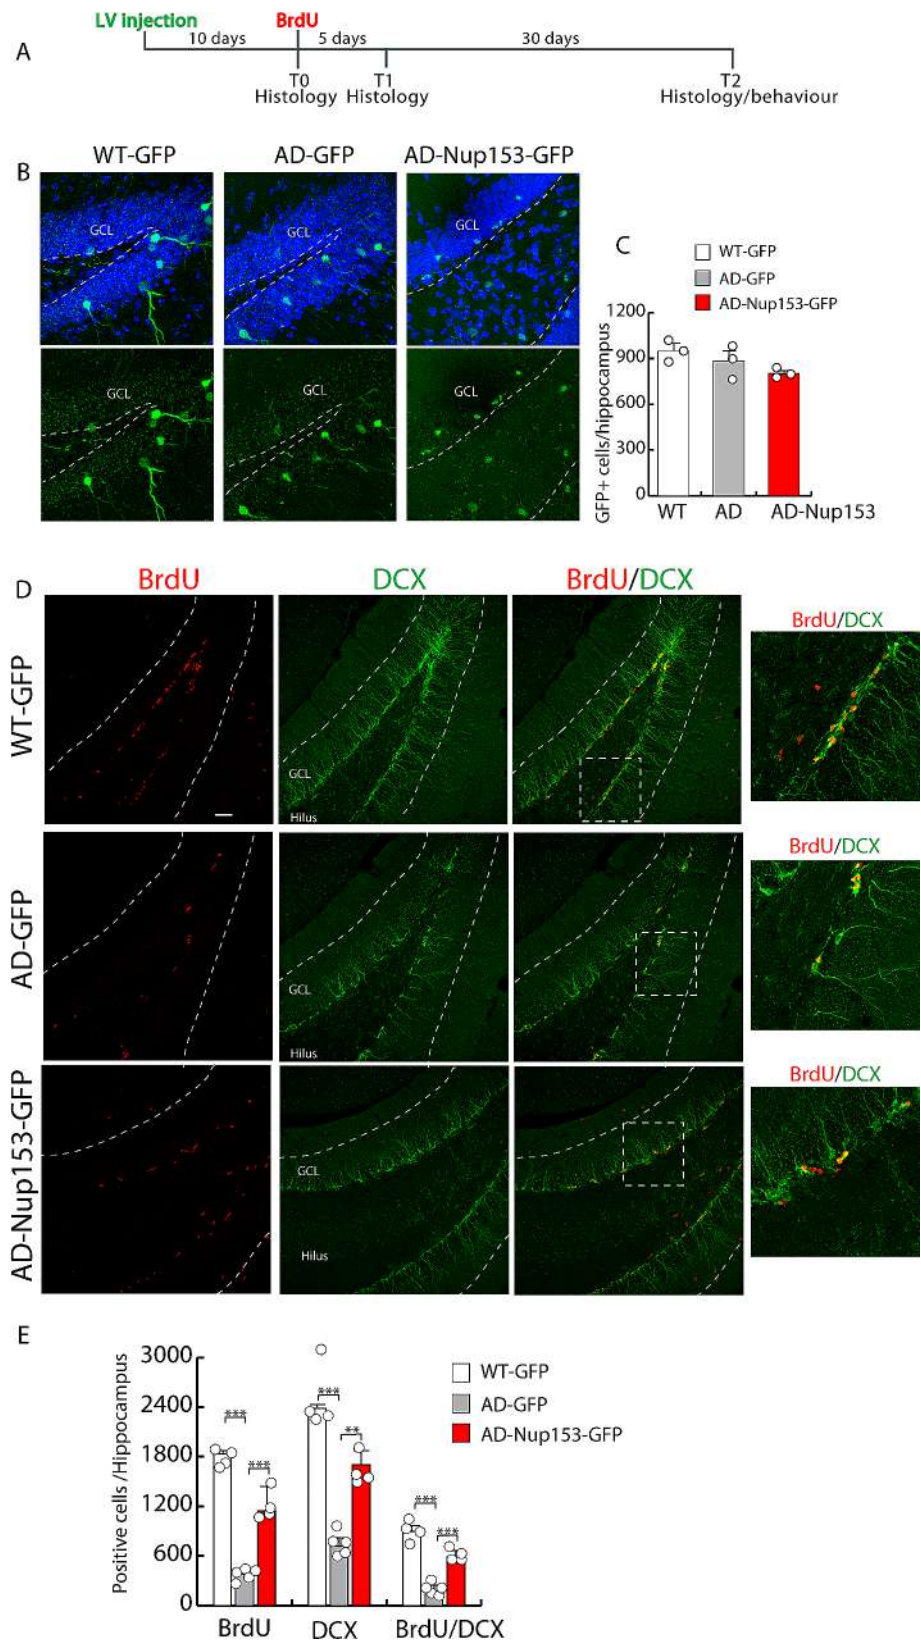 LV injection
BrdU
10 days
5 days
30 days
A
T0
T1
T2
Histology
Histology
Histology/behaviour
B
WT-GFP
AD-GFP
AD-Nup153-GFP
GCL
GCL
GCL
GCL
GCL
GCL
C
WT-GFP
AD-GFP
AD-Nup153-GFP
GFP+ cells/hippocampus
1200
900
600
300
0
WT
AD
AD-Nup153
D
BrdU
DCX
BrdU/DCX
BrdU/DCX
WT-GFP
GCL
Hilus
BrdU/DCX
AD-GFP
GCL
Hilus
BrdU/DCX
AD-Nup153-GFP
GCL
Hilus
E
Positive cells /Hippocampus
3000
2400
1800
1200
600
0
WT-GFP
AD-GFP
AD-Nup153-GFP
***
***
***
**
***
***
BrdU
DCX
BrdU/DCX